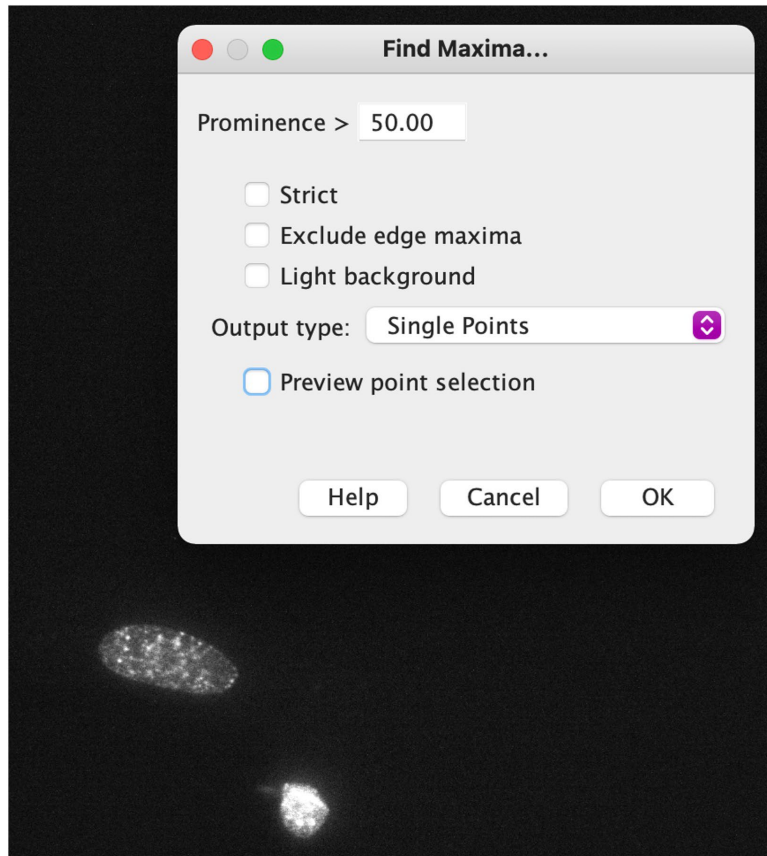 Find Maxima...
Prominence > 50.00
Strict
Exclude edge maxima
Light background
Output type: Single Points
Preview point selection
Help Cancel OK